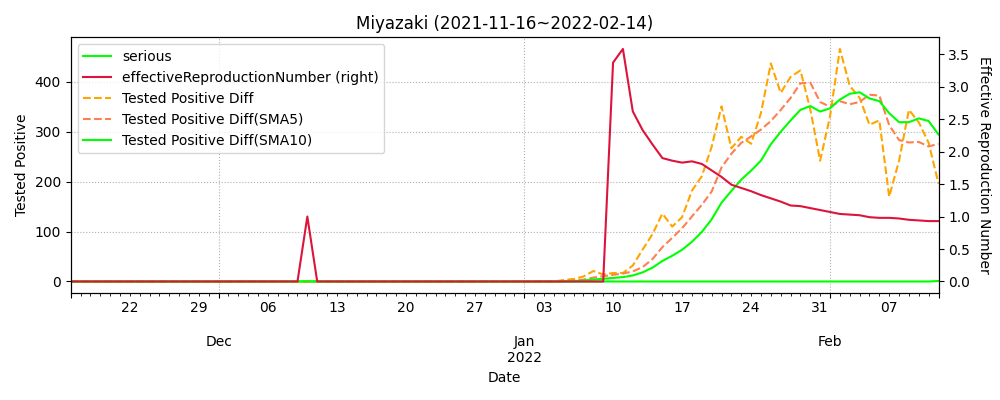 Miyazaki (2021-11-16~2022-02-14)
serious
effectiveReproductionNumber (right)
Tested Positive Diff
Tested Positive Diff(SMA5)
Tested Positive Diff(SMA10)
Tested Positive
400
300
200
100
0
Effective Reproduction Number
3.5
3.0
2.5
2.0
1.5
1.0
0.5
0.0
22 29 06 13 20 27 03 10 17 24 31 07
Dec Jan Feb
2022
Date